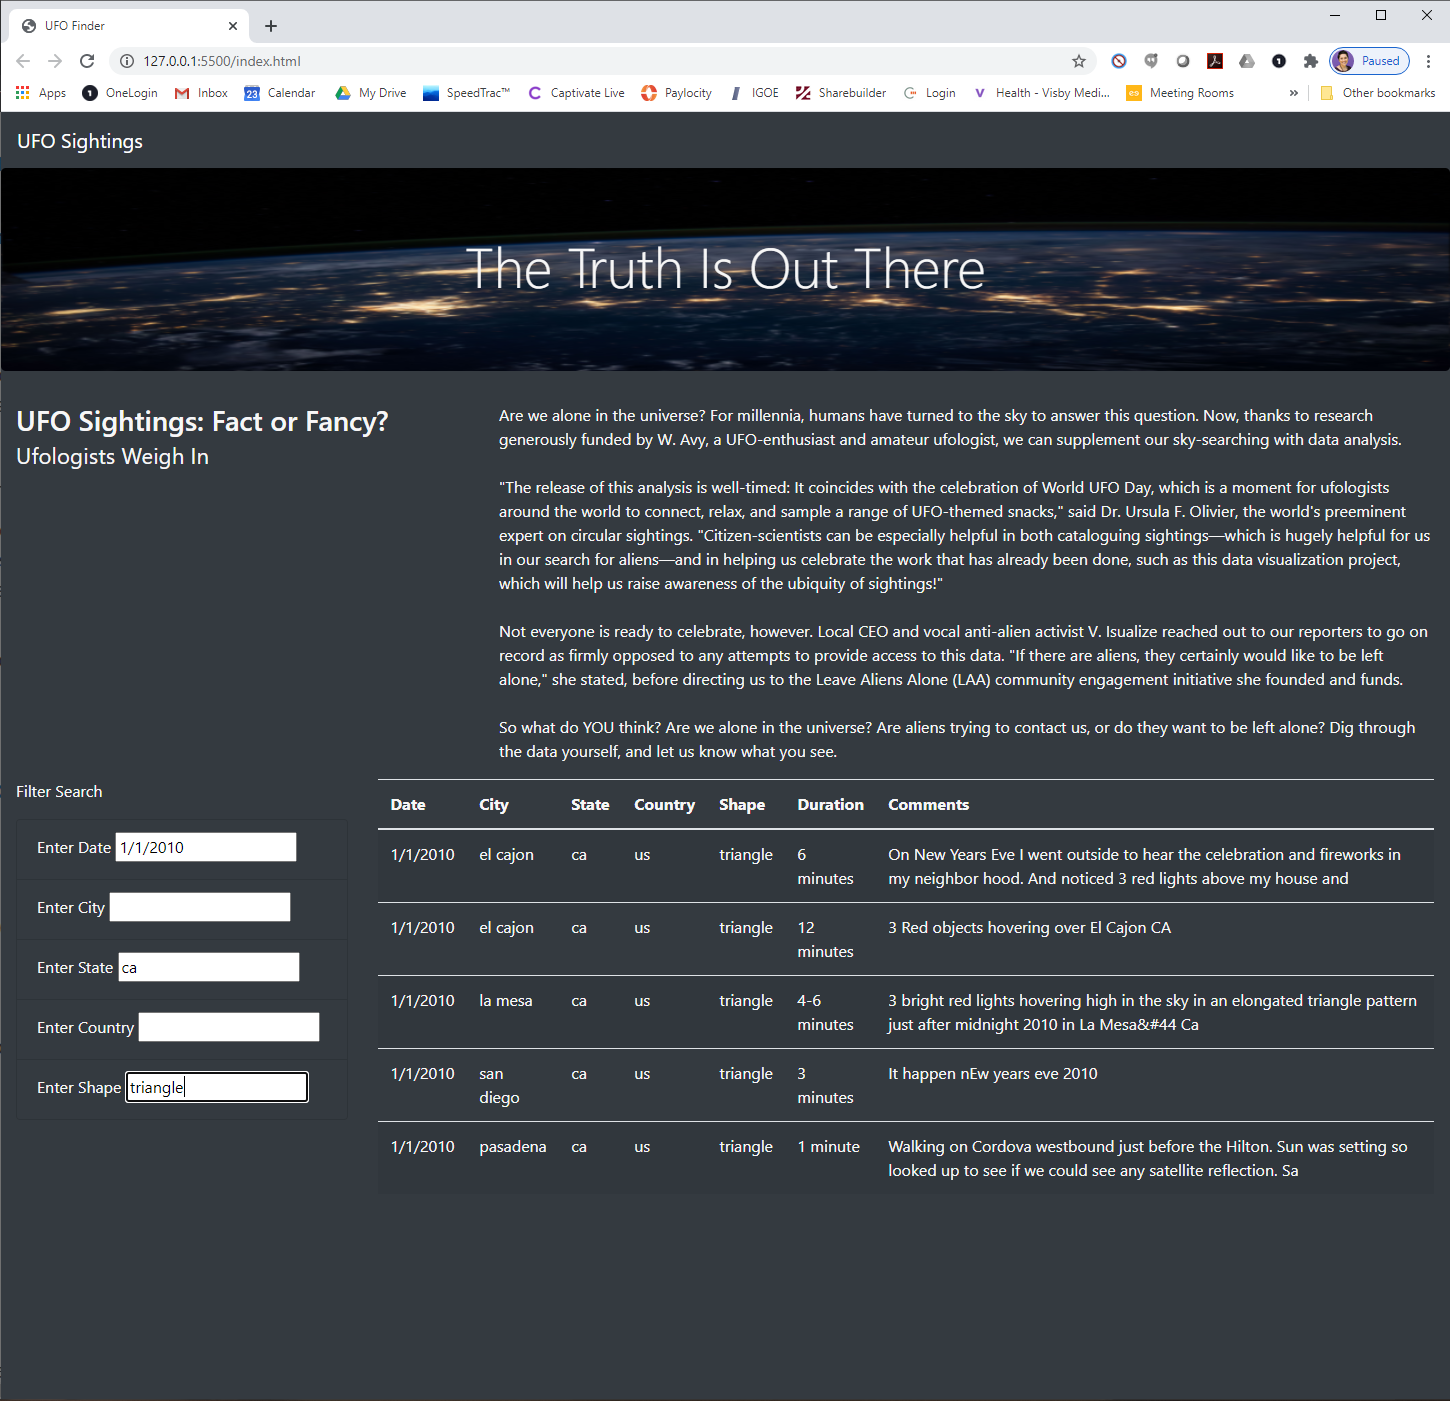 UFO Finder
127.0.0.1:5500/index.html
Paused
Apps
OneLogin
Inbox
23
Calendar
My Drive
SpeedTrac™
Captivate Live
Paylocity
IGOE
Sharebuilder
Login
Health - Visby Medi...
Meeting Rooms
»
Other bookmarks
UFO Sightings
The Truth Is Out There
UFO Sightings: Fact or Fancy?
Ufologists Weigh In
Are we alone in the universe? For millennia, humans have turned to the sky to answer this question. Now, thanks to research
generously funded by W. Avy, a UFO-enthusiast and amateur ufologist, we can supplement our sky-searching with data analysis.
"The release of this analysis is well-timed: It coincides with the celebration of World UFO Day, which is a moment for ufologists
around the world to connect, relax, and sample a range of UFO-themed snacks," said Dr. Ursula F. Olivier, the world's preeminent
expert on circular sightings. "Citizen-scientists can be especially helpful in both cataloguing sightings—which is hugely helpful for us
in our search for aliens—and in helping us celebrate the work that has already been done, such as this data visualization project,
which will help us raise awareness of the ubiquity of sightings!"
Not everyone is ready to celebrate, however. Local CEO and vocal anti-alien activist V. Isualize reached out to our reporters to go on
record as firmly opposed to any attempts to provide access to this data. "If there are aliens, they certainly would like to be left
alone," she stated, before directing us to the Leave Aliens Alone (LAA) community engagement initiative she founded and funds.
So what do YOU think? Are we alone in the universe? Are aliens trying to contact us, or do they want to be left alone? Dig through
the data yourself, and let us know what you see.
Filter Search
Enter Date 1/1/2010
Enter City
Enter State ca
Enter Country
Enter Shape triangle
Date City State Country Shape Duration Comments
1/1/2010 el cajon ca us triangle 6 On New Years Eve I went outside to hear the celebration and fireworks in
minutes my neighbor hood. And noticed 3 red lights above my house and
1/1/2010 el cajon ca us triangle 12 3 Red objects hovering over El Cajon CA
minutes
1/1/2010 la mesa ca us triangle 4-6 3 bright red lights hovering high in the sky in an elongated triangle pattern
minutes just after midnight 2010 in La Mesa&#44 Ca
1/1/2010 san ca us triangle 3 It happen nEw years eve 2010
diego minutes
1/1/2010 pasadena ca us triangle 1 minute Walking on Cordova westbound just before the Hilton. Sun was setting so
looked up to see if we could see any satellite reflection. Sa